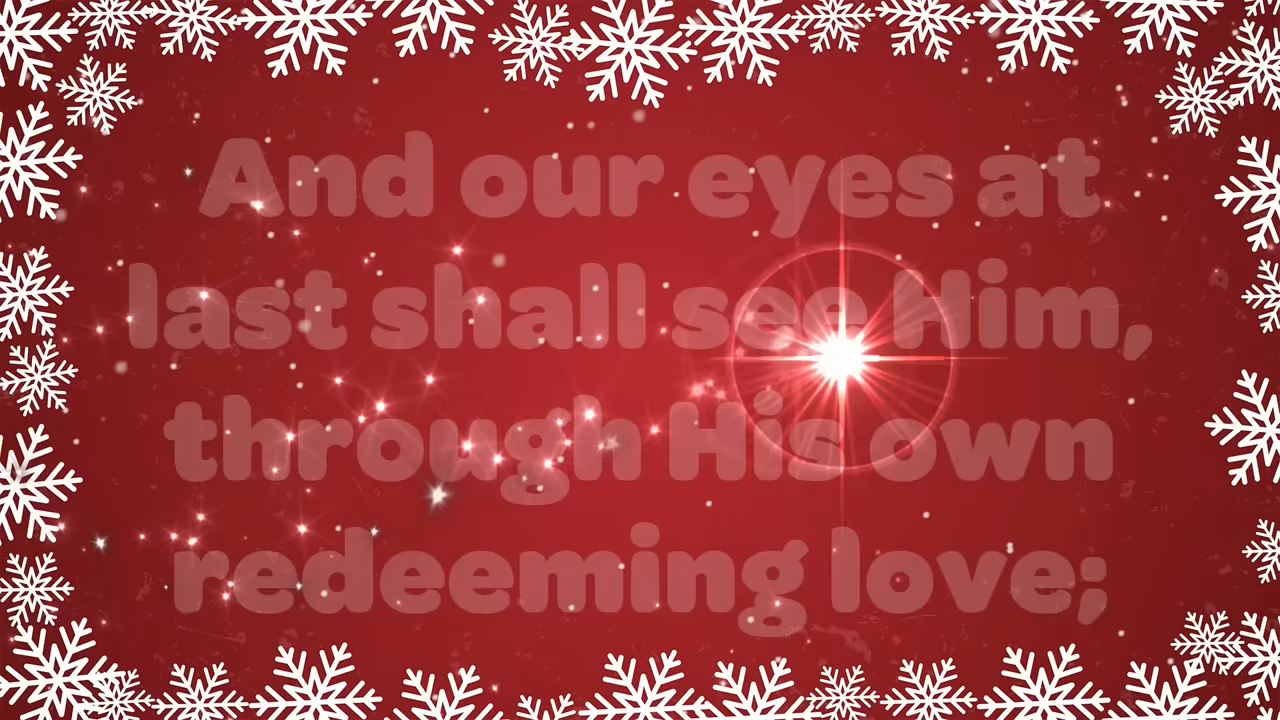 And our eyes at
last shall see Him,
through His own
redeeming love;